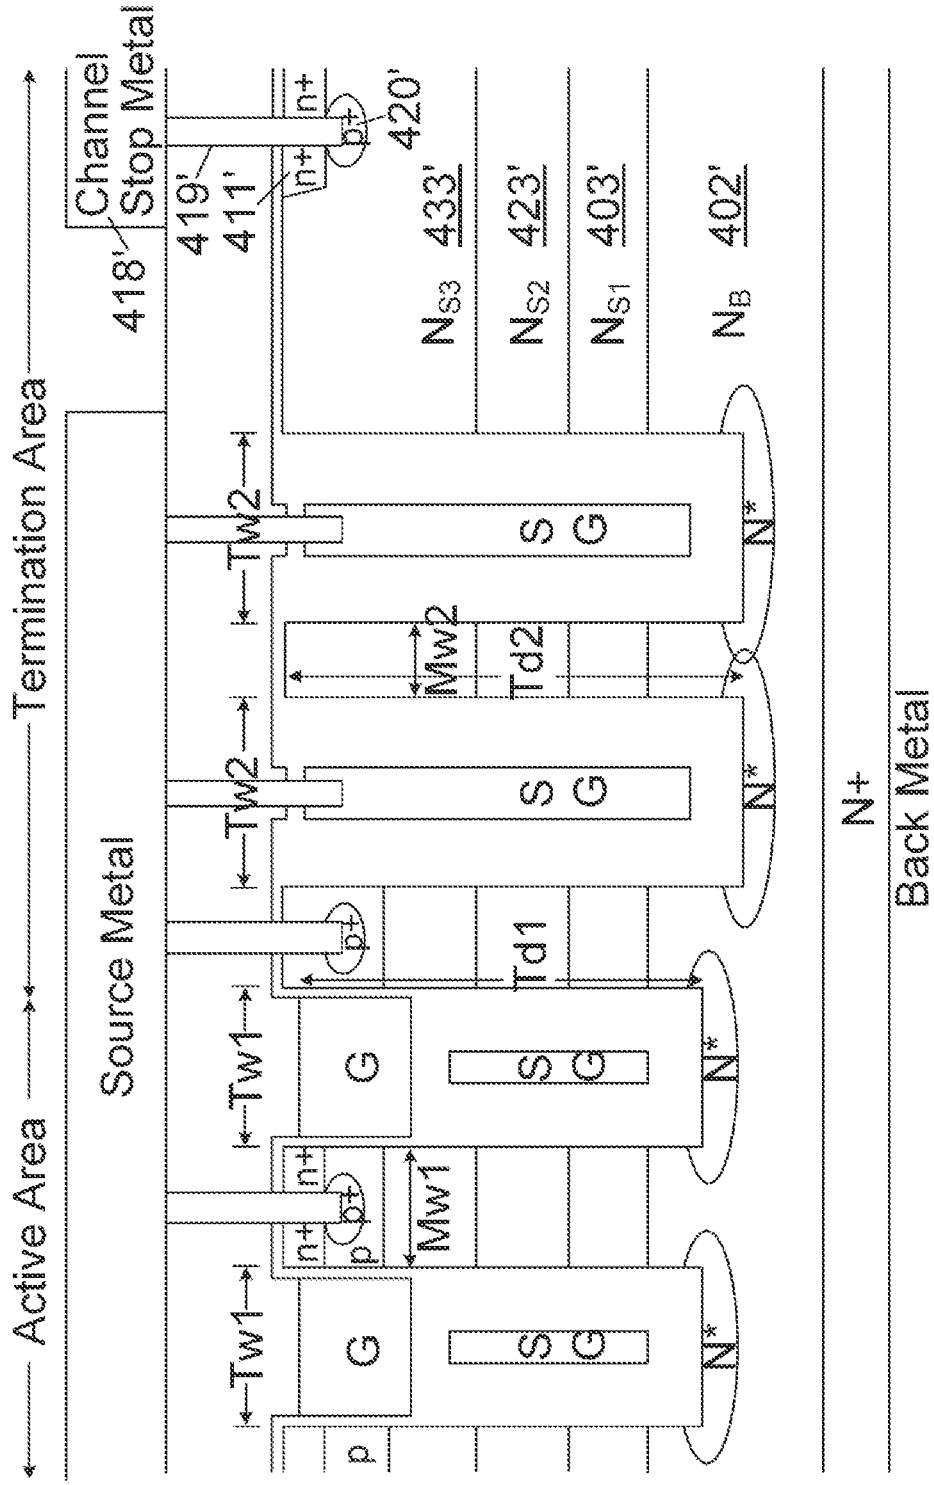 Active Area
Termination Area
Source Metal
Channel
Stop Metal
418'
419'
411'
420'
Tw1
Tw1
Tw2
Tw2
n+
n+
n+
n+
p+
p+
p+
p
p
G
G
Mw1
Mw2
Td1
Td2
S G
S G
S G
S G
N*
N*
N*
N*
NS3 433'
NS2 423'
NS1 403'
NB 402'
N+
Back Metal